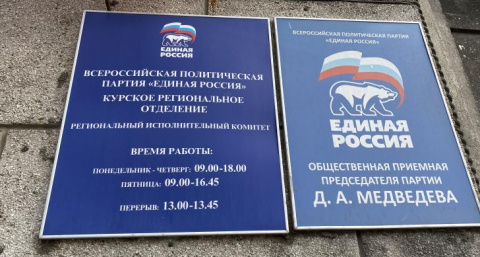 ЕДИНАЯ
РОССИЯ
ВСЕРОССИЙСКАЯ ПОЛИТИЧЕСКАЯ
ПАРТИЯ «ЕДИНАЯ РОССИЯ»
КУРСКОЕ РЕГИОНАЛЬНОЕ
ОТДЕЛЕНИЕ
РЕГИОНАЛЬНЫЙ ИСПОЛНИТЕЛЬНЫЙ КОМИТЕТ
ВРЕМЯ РАБОТЫ:
ПОНЕДЕЛЬНИК - ЧЕТВЕРГ: 09.00-18.00
ПЯТНИЦА: 09.00-16.45
ПЕРЕРЫВ: 13.00-13.45
ВСЕРОССИЙСКАЯ ПОЛИТИЧЕСКАЯ ПАРТИЯ
«ЕДИНАЯ РОССИЯ»
ЕДИНАЯ
РОССИЯ
ОБЩЕСТВЕННАЯ ПРИЕМНАЯ
ПРЕДСЕДАТЕЛЯ ПАРТИИ
Д. А. МЕДВЕДЕВА